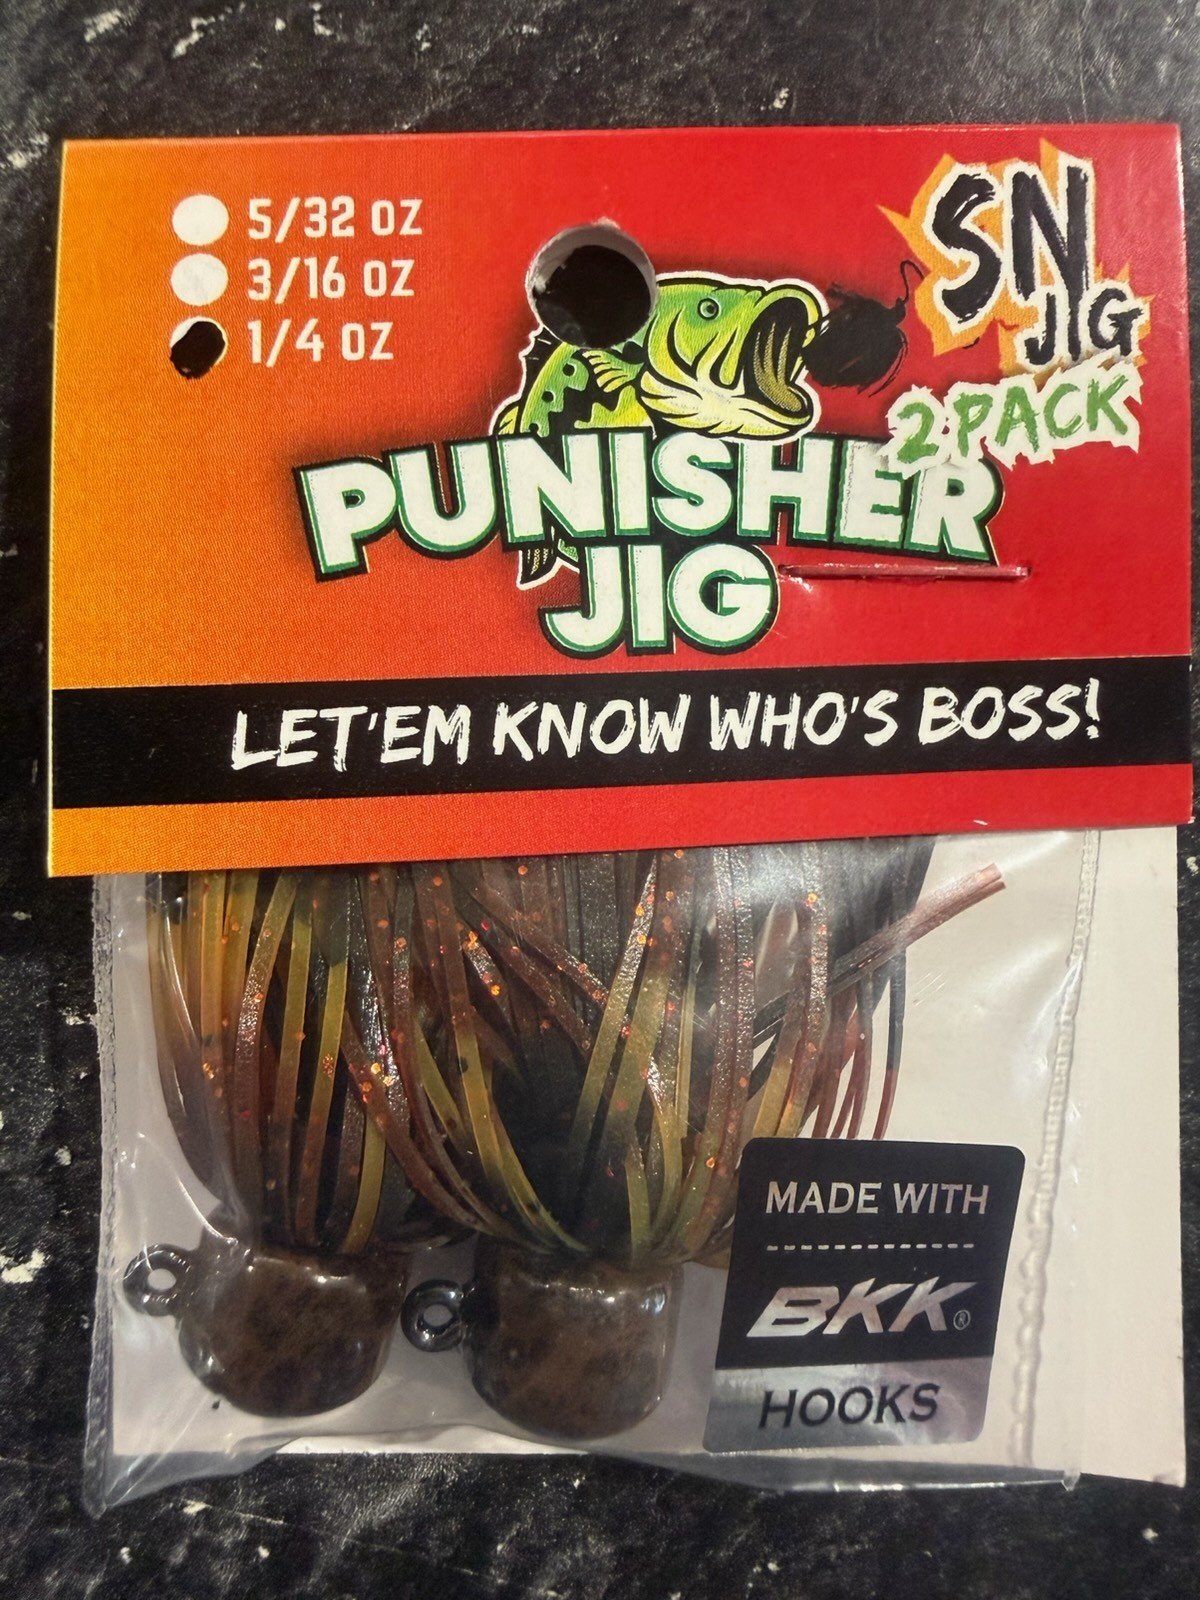 5/32 OZ
3/16 OZ
1/4 OZ
SN
JIG
2 PACK
PUNISHER
JIG
LET'EM KNOW WHO'S BOSS!
MADE WITH
BKK®
HOOKS